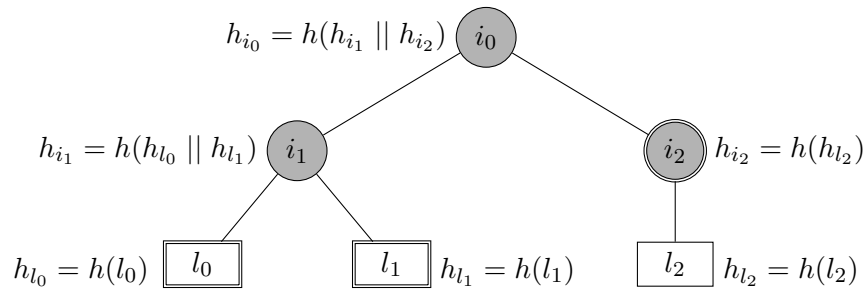 h_{i_0} = h(h_{i_1} || h_{i_2}) i_0
h_{i_1} = h(h_{l_0} || h_{l_1}) i_1 i_2 h_{i_2} = h(h_{l_2})
h_{l_0} = h(l_0) l_0 l_1 h_{l_1} = h(l_1) l_2 h_{l_2} = h(l_2)